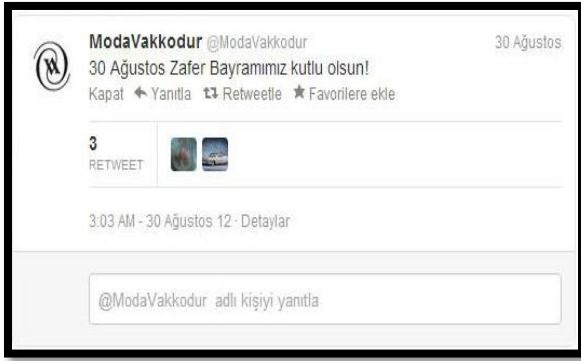 ModaVakkodur @ModaVakkodur 30 Ağustos
30 Ağustos Zafer Bayramımız kutlu olsun!
Kapat Yanıtla Retweetle Favorilere ekle
3
RETWEET
3:03 AM - 30 Ağustos 12 · Detaylar
@ModaVakkodur adlı kişiyi yanıtla